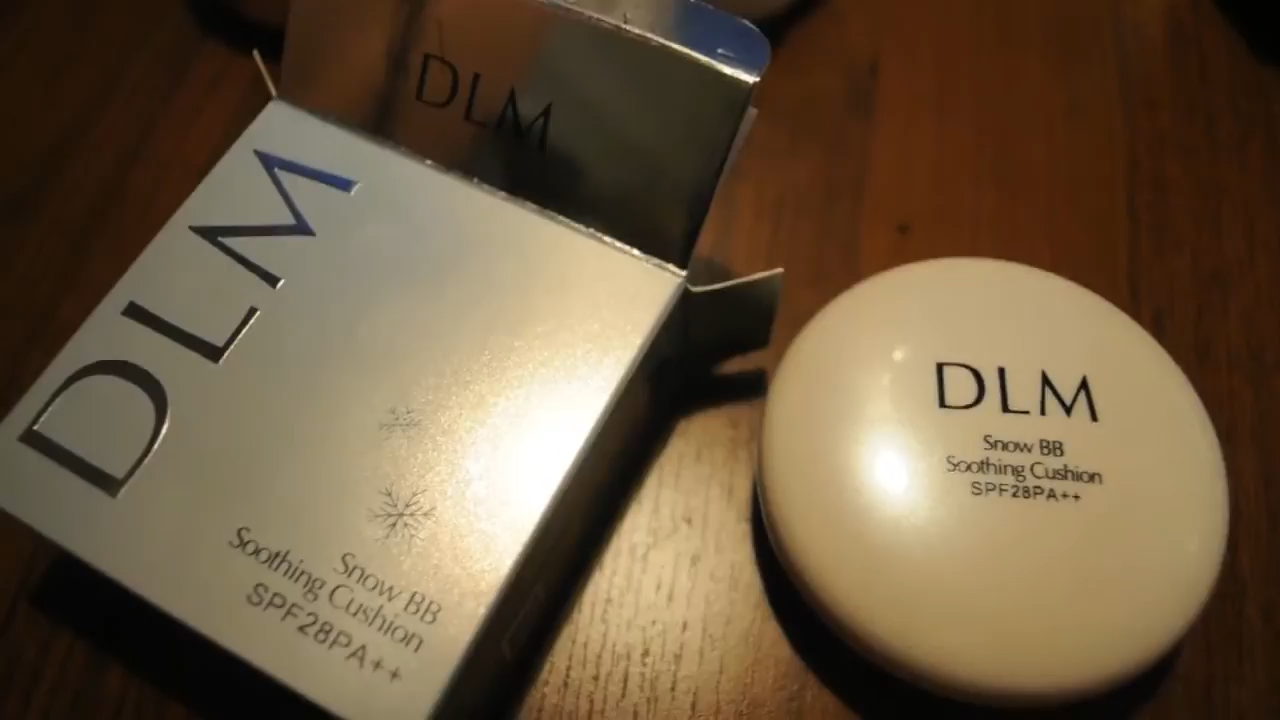 DLM
DLM
Snow BB
Soothing Cushion
SPF28PA++
DLM
Snow BB
Soothing Cushion
SPF28PA++